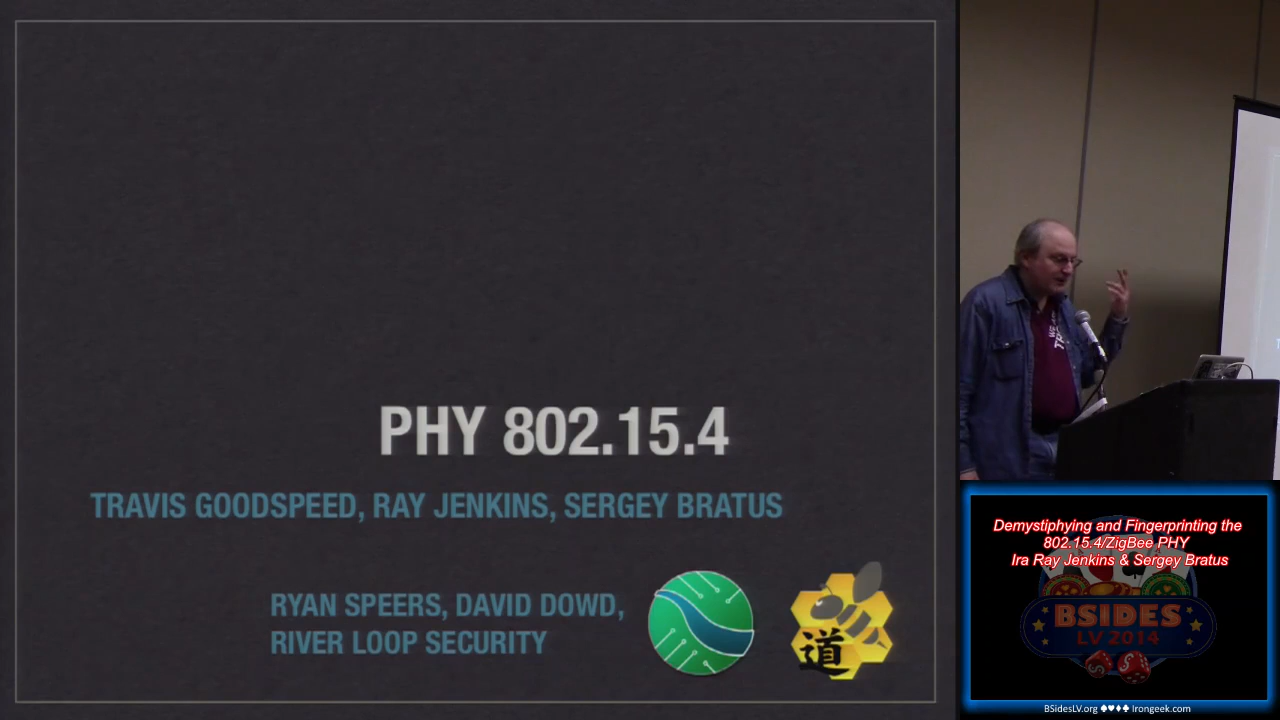 PHY 802.15.4
TRAVIS GOODSPEED, RAY JENKINS, SERGEY BRATUS
RYAN SPEERS, DAVID DOWD,
RIVER LOOP SECURITY
道
Demystiphying and Fingerprinting the
802.15.4/ZigBee PHY
Ira Ray Jenkins & Sergey Bratus
BSIDES
LV 2014
BSidesLV.org ♠♥♦♣ Irongeek.com